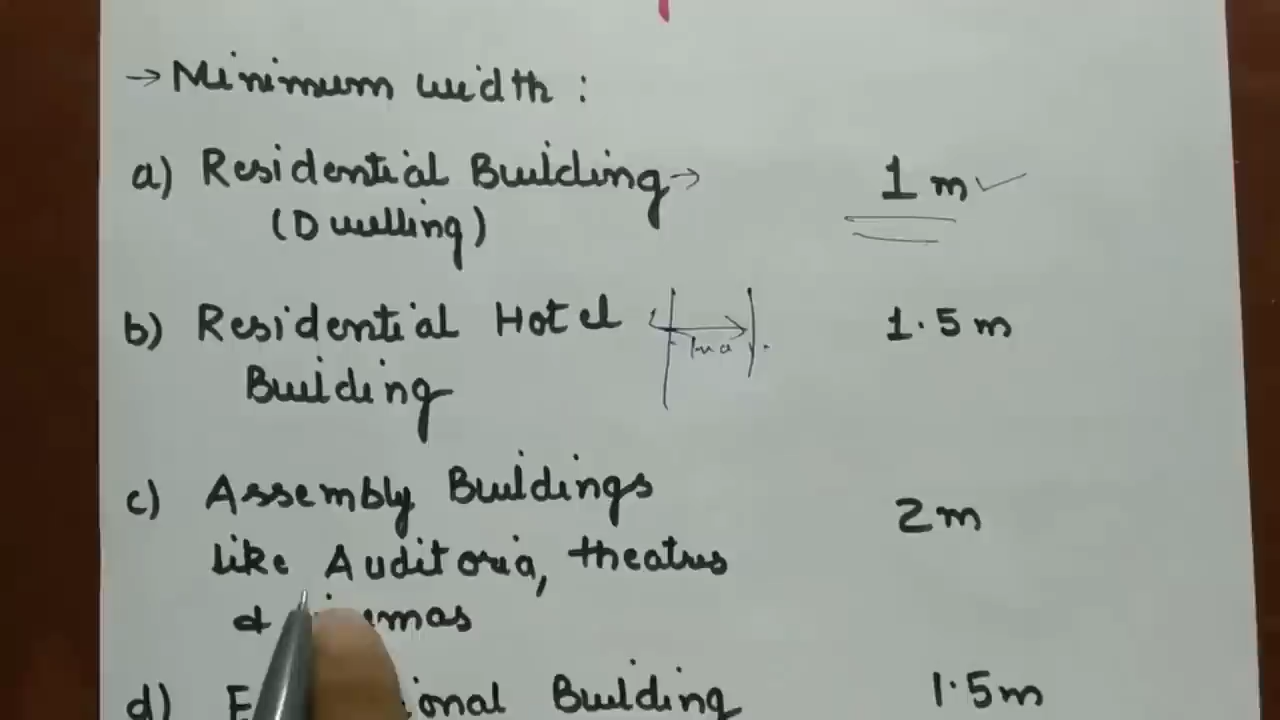 → Minimum width :
a) Residential Building → 1 m ✓
(Dwelling)
b) Residential Hotel 1.5 m
Building
c) Assembly Buildings 2m
like Auditoria, theatres
&
d) Building 1.5m